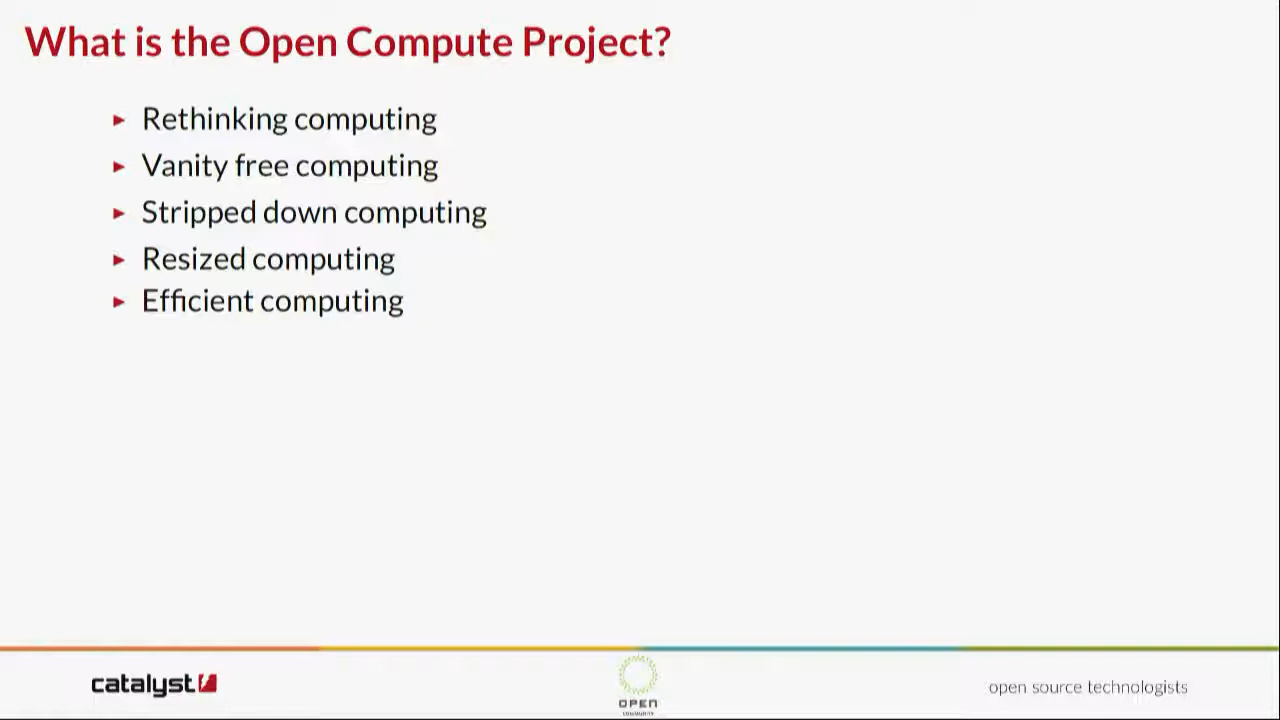 What is the Open Compute Project?
Rethinking computing
Vanity free computing
Stripped down computing
Resized computing
Efficient computing
catalyst
OPEN
COMMUNITY
open source technologists